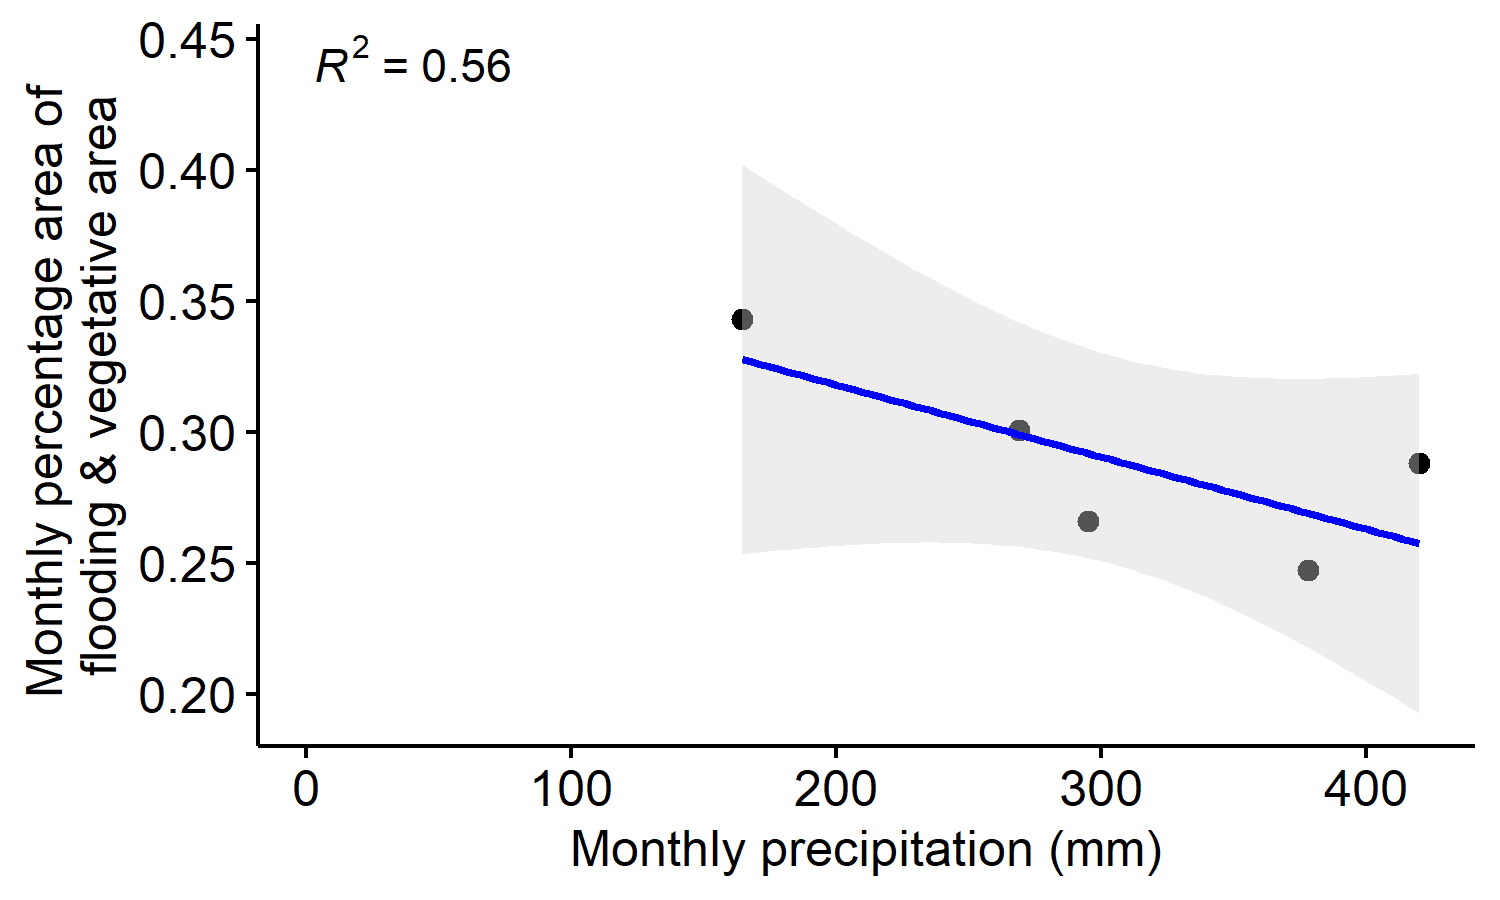 R² = 0.56
Monthly percentage area of
flooding & vegetative area
0.45
0.40
0.35
0.30
0.25
0.20
0 100 200 300 400
Monthly precipitation (mm)